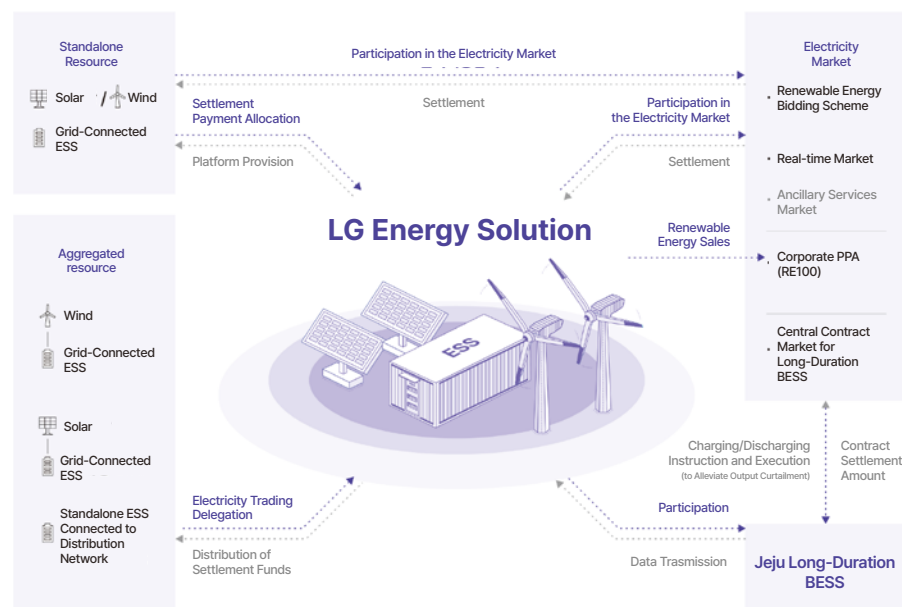 Standalone
Resource
Solar / Wind
Grid-Connected
ESS
Participation in the Electricity Market
Settlement
Settlement
Payment Allocation
Platform Provision
Participation in
the Electricity Market
Settlement
Electricity
Market
Renewable Energy
Bidding Scheme
Real-time Market
Ancillary Services
Market
Corporate PPA
(RE100)
Central Contract
Market for
Long-Duration
BESS
LG Energy Solution
Renewable
Energy Sales
ESS
Aggregated
resource
Wind
Grid-Connected
ESS
Solar
Grid-Connected
ESS
Standalone ESS
Connected to
Distribution
Network
Electricity Trading
Delegation
Distribution of
Settlement Funds
Charging/Discharging
Instruction and Execution
(to Alleviate Output Curtailment)
Contract
Settlement
Amount
Participation
Data Trasmission
Jeju Long-Duration
BESS